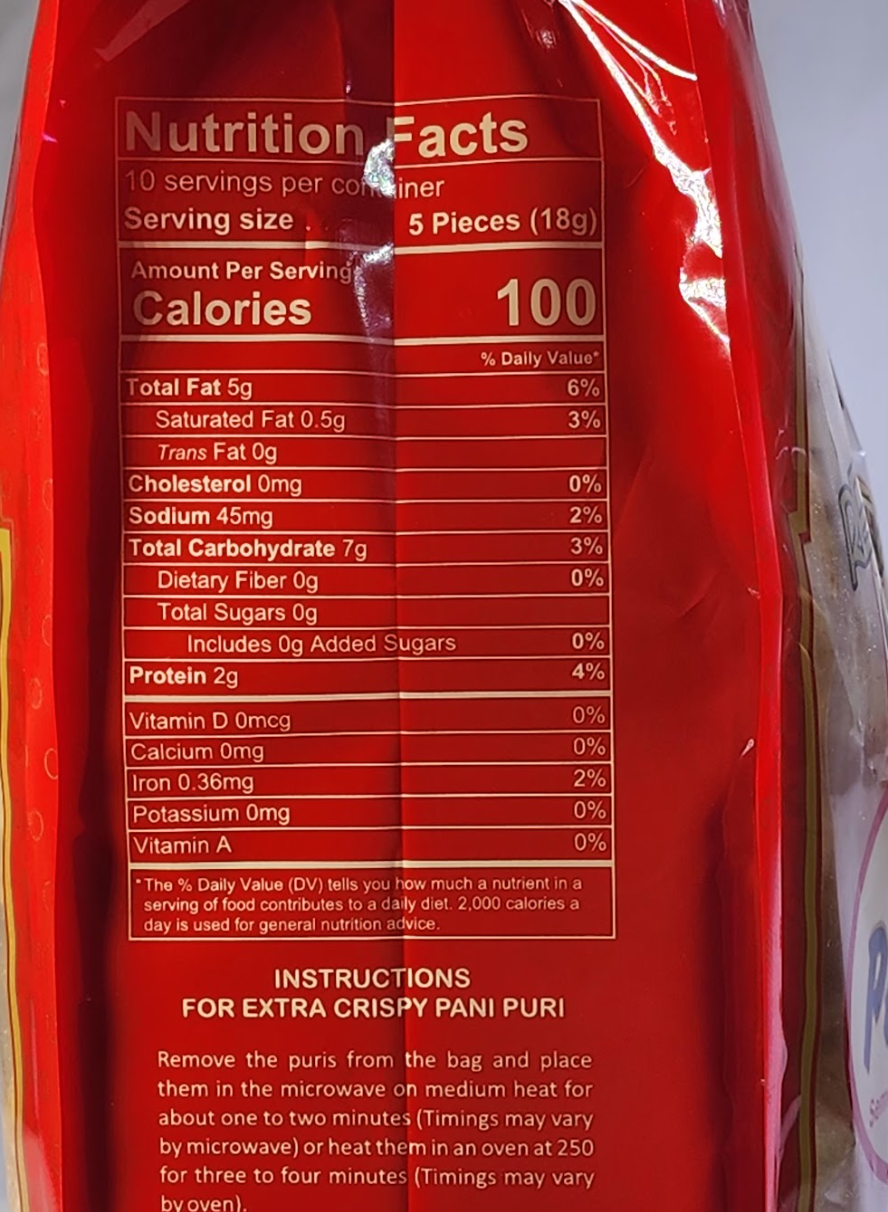 Nutrition Facts
10 servings per container
Serving size 5 Pieces (18g)
Amount Per Serving
Calories 100
% Daily Value*
Total Fat 5g 6%
Saturated Fat 0.5g 3%
Trans Fat 0g
Cholesterol 0mg 0%
Sodium 45mg 2%
Total Carbohydrate 7g 3%
Dietary Fiber 0g 0%
Total Sugars 0g
Includes 0g Added Sugars 0%
Protein 2g 4%
Vitamin D 0mcg 0%
Calcium 0mg 0%
Iron 0.36mg 2%
Potassium 0mg 0%
Vitamin A 0%
*The % Daily Value (DV) tells you how much a nutrient in a
serving of food contributes to a daily diet. 2,000 calories a
day is used for general nutrition advice.
INSTRUCTIONS
FOR EXTRA CRISPY PANI PURI
Remove the puris from the bag and place
them in the microwave on medium heat for
about one to two minutes (Timings may vary
by microwave) or heat them in an oven at 250
for three to four minutes (Timings may vary
by oven).